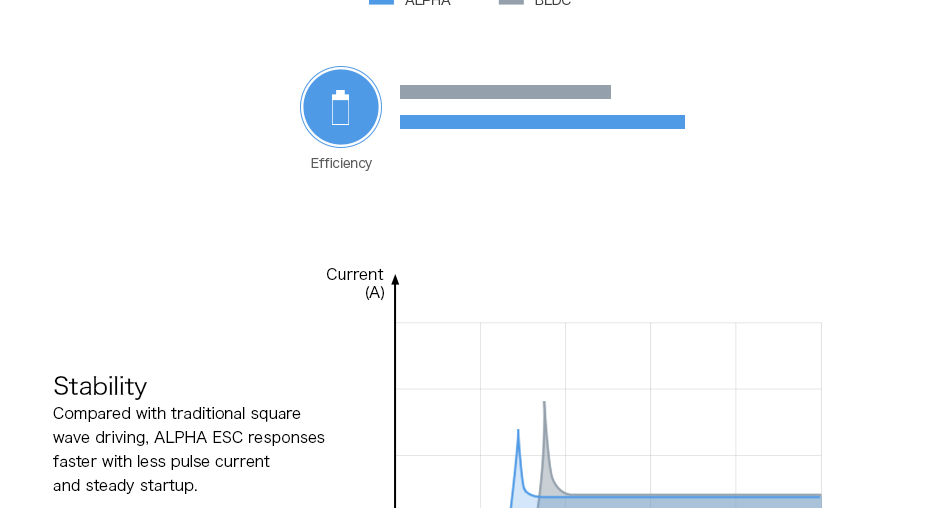 ALPHA BLDC
Efficiency
Current
(A)
Stability
Compared with traditional square
wave driving, ALPHA ESC responses
faster with less pulse current
and steady startup.